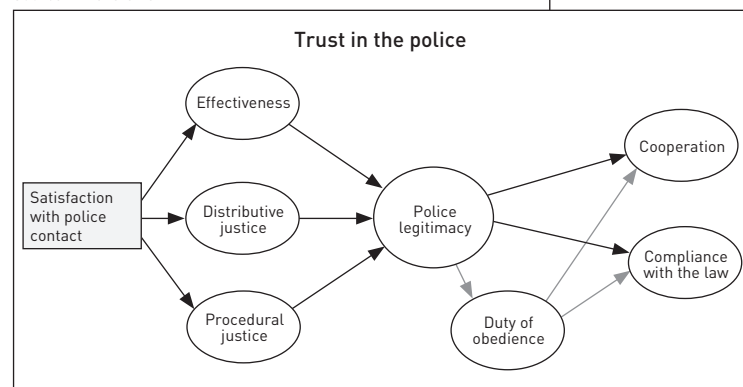 Trust in the police
Effectiveness
Satisfaction
with police
contact
Distributive
justice
Procedural
justice
Police
legitimacy
Duty of
obedience
Cooperation
Compliance
with the law